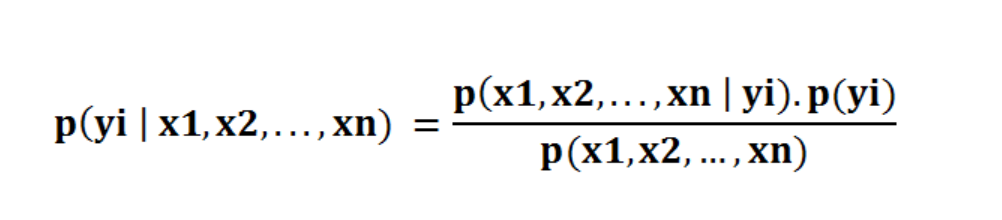 p(yi | x1,x2,...,xn) = p(x1,x2,...,xn | yi).p(yi)
p(x1,x2, ... ,xn)